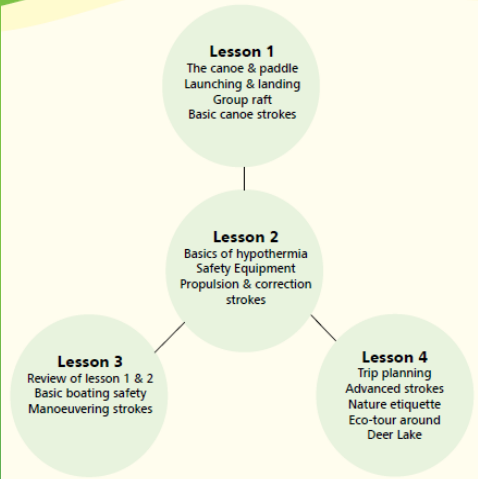 Lesson 1
The canoe & paddle
Launching & landing
Group raft
Basic canoe strokes
Lesson 2
Basics of hypothermia
Safety Equipment
Propulsion & correction
strokes
Lesson 3
Review of lesson 1 & 2
Basic boating safety
Manoeuvering strokes
Lesson 4
Trip planning
Advanced strokes
Nature etiquette
Eco-tour around
Deer Lake